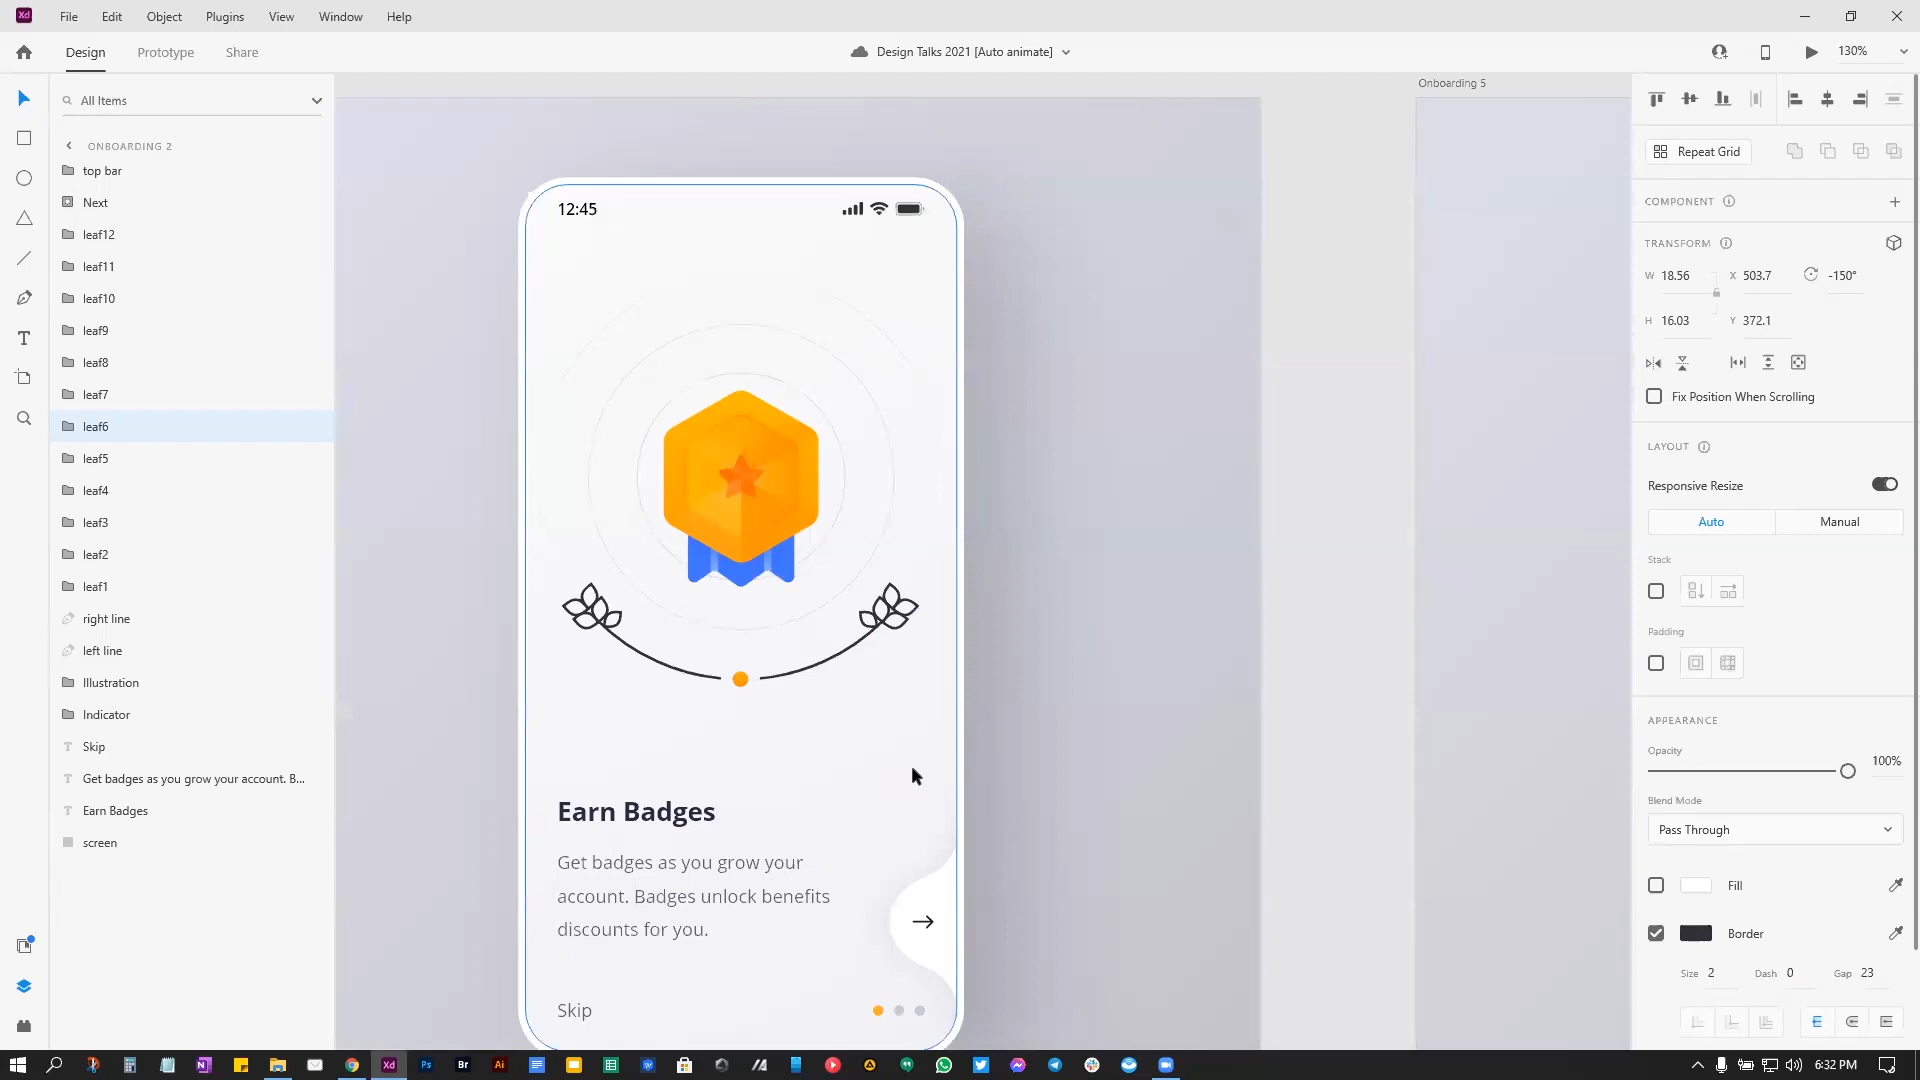 Xd
File Edit Object Plugins View Window Help
Design Prototype Share
Design Talks 2021 [Auto animate]
130%
All Items
ONBOARDING 2
top bar
Next
leaf12
leaf11
leaf10
leaf9
leaf8
leaf7
leaf6
leaf5
leaf4
leaf3
leaf2
leaf1
right line
left line
Illustration
Indicator
Skip
Get badges as you grow your account. B...
Earn Badges
screen
Onboarding 5
12:45
Earn Badges
Get badges as you grow your
account. Badges unlock benefits
discounts for you.
Skip
Repeat Grid
COMPONENT
TRANSFORM
W 18.56 X 503.7 -150°
H 16.03 Y 372.1
Fix Position When Scrolling
LAYOUT
Responsive Resize
Auto Manual
Stack
Padding
APPEARANCE
Opacity
100%
Blend Mode
Pass Through
Fill
Border
Size 2 Dash 0 Gap 23
Xd Ps Br Ai
6:32 PM